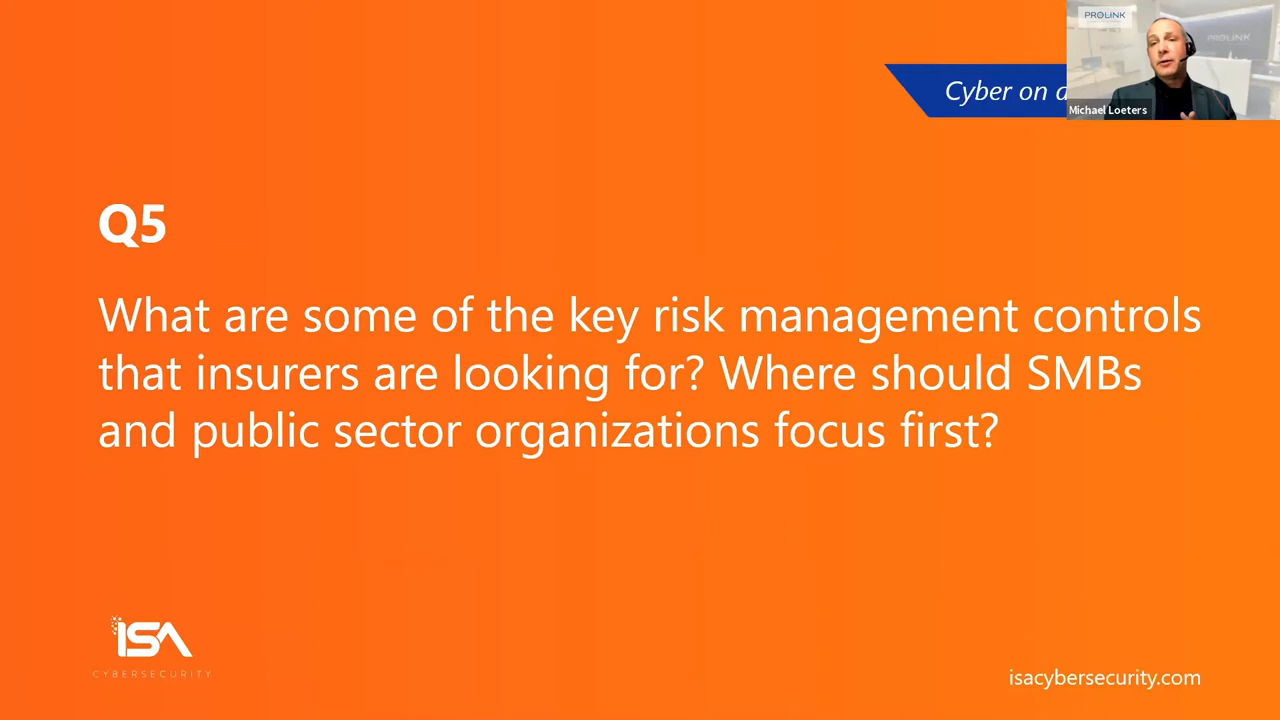 PROLINK
PROLINK
Cyber on a
Michael Loeters
Q5
What are some of the key risk management controls
that insurers are looking for? Where should SMBs
and public sector organizations focus first?
ISA
CYBERSECURITY
isacybersecurity.com